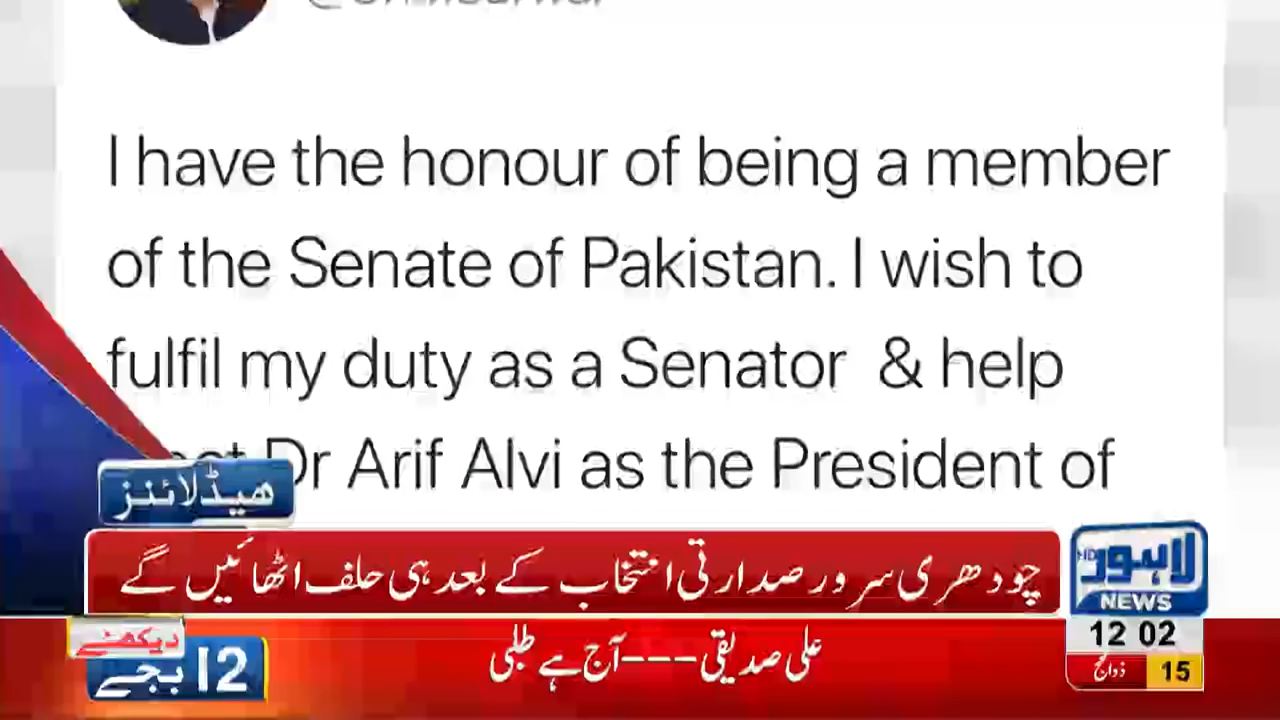 I have the honour of being a member
of the Senate of Pakistan. I wish to
fulfil my duty as a Senator & help
Dr Arif Alvi as the President of
ھیڈلائنز
چودھری سرور صدارتی انتخاب کے بعد ہی حلف اٹھائیں گے
HD لاہور
NEWS
12 02
15 ذوالحج
دیکھئے
12 بجے
علی صدیقی---آج ہے طلبی